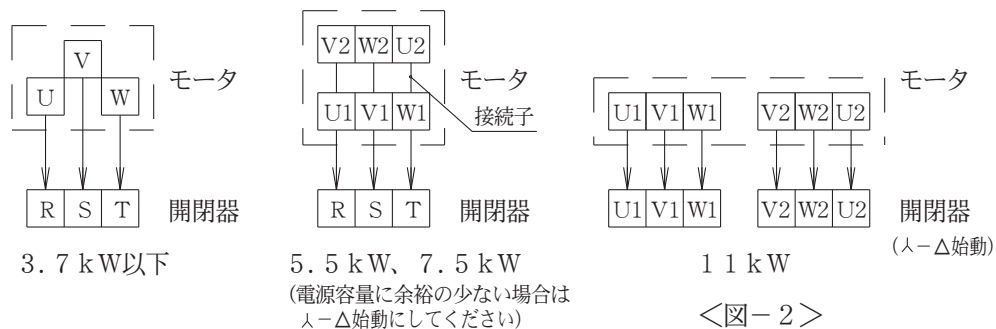 U V W
モータ
R S T
開閉器
3.7kW以下
V2 W2 U2
モータ
U1 V1 W1
接続子
R S T
開閉器
5.5kW、7.5kW
(電源容量に余裕の少ない場合は
人-△始動にしてください)
U1 V1 W1 V2 W2 U2
モータ
U1 V1 W1 V2 W2 U2
開閉器
(人-△始動)
11kW
<図-2>